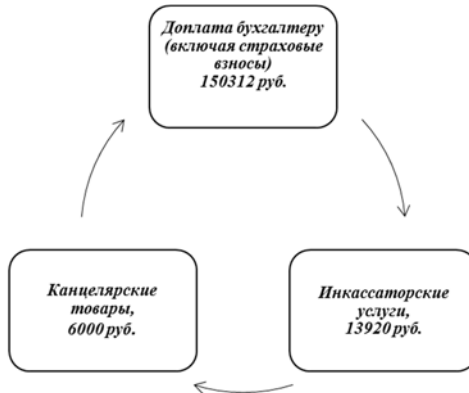 Доплата бухгалтеру
(включая страховые
взносы)
150312 руб.
Канцелярские
товары,
6000 руб.
Инкассаторские
услуги,
13920 руб.